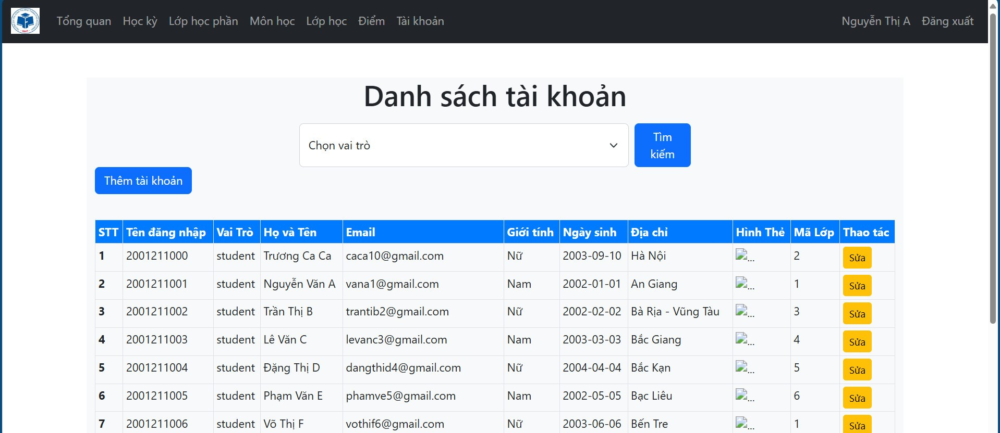 Tổng quan Học kỳ Lớp học phần Môn học Lớp học Điểm Tài khoản Nguyễn Thị A Đăng xuất
Danh sách tài khoản
Chọn vai trò
Tìm
kiếm
Thêm tài khoản
STT Tên đăng nhập Vai Trò Họ và Tên Email Giới tính Ngày sinh Địa chỉ Hình Thẻ Mã Lớp Thao tác
1 2001211000 student Trương Ca Ca caca10@gmail.com Nữ 2003-09-10 Hà Nội ... 2 Sửa
2 2001211001 student Nguyễn Văn A vana1@gmail.com Nam 2002-01-01 An Giang ... 1 Sửa
3 2001211002 student Trần Thị B trantib2@gmail.com Nữ 2002-02-02 Bà Rịa - Vũng Tàu ... 3 Sửa
4 2001211003 student Lê Văn C levanc3@gmail.com Nam 2003-03-03 Bắc Giang ... 4 Sửa
5 2001211004 student Đặng Thị D dangthid4@gmail.com Nữ 2004-04-04 Bắc Kạn ... 5 Sửa
6 2001211005 student Phạm Văn E phamve5@gmail.com Nam 2002-05-05 Bạc Liêu ... 6 Sửa
7 2001211006 student Võ Thị F vothif6@gmail.com Nữ 2003-06-06 Bến Tre ... 1 Sửa